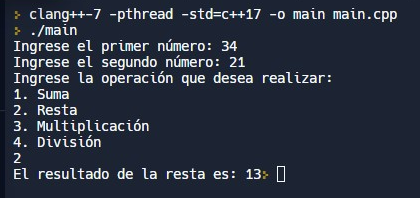 > clang++-7 -pthread -std=c++17 -o main main.cpp
> ./main
Ingrese el primer número: 34
Ingrese el segundo número: 21
Ingrese la operación que desea realizar:
1. Suma
2. Resta
3. Multiplicación
4. División
2
El resultado de la resta es: 13>